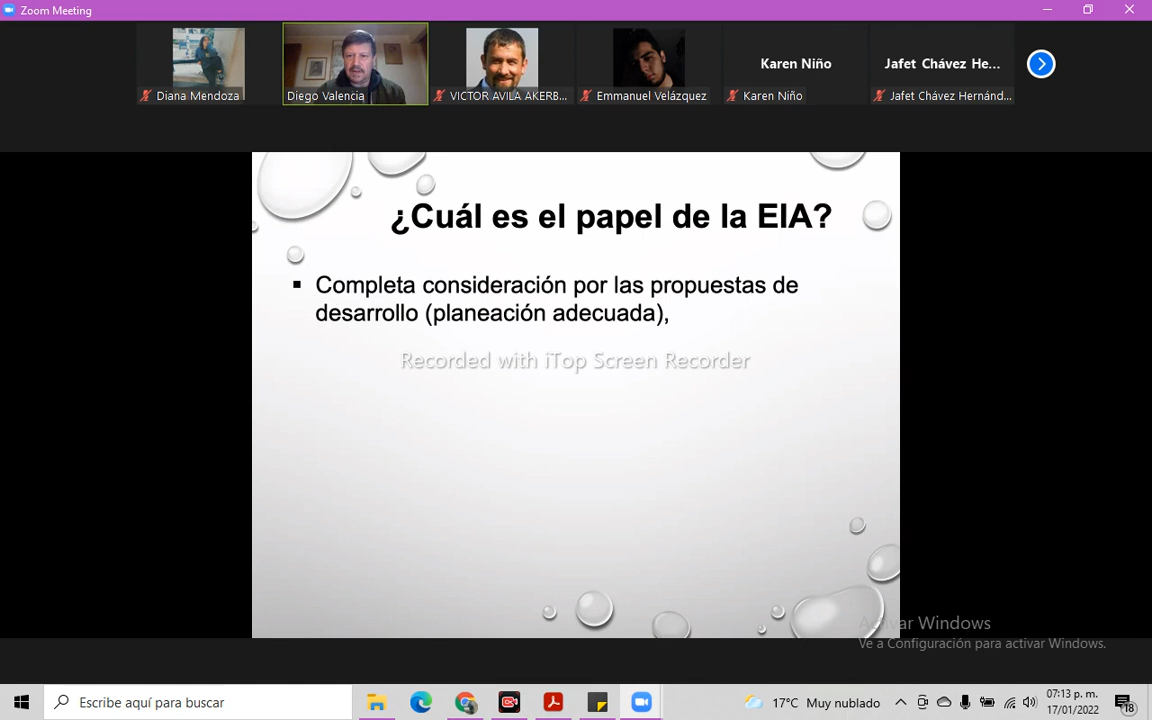 Zoom Meeting
Karen Niño
Jafet Chávez He...
Diana Mendoza
Diego Valencia
VICTOR AVILA AKERB...
Emmanuel Velázquez
Karen Niño
Jafet Chávez Hernánd...
¿Cuál es el papel de la EIA?
▪ Completa consideración por las propuestas de
desarrollo (planeación adecuada),
Recorded with iTop Screen Recorder
Activar Windows
Ve a Configuración para activar Windows.
Escribe aquí para buscar
17°C Muy nublado
07:13 p. m.
17/01/2022
18